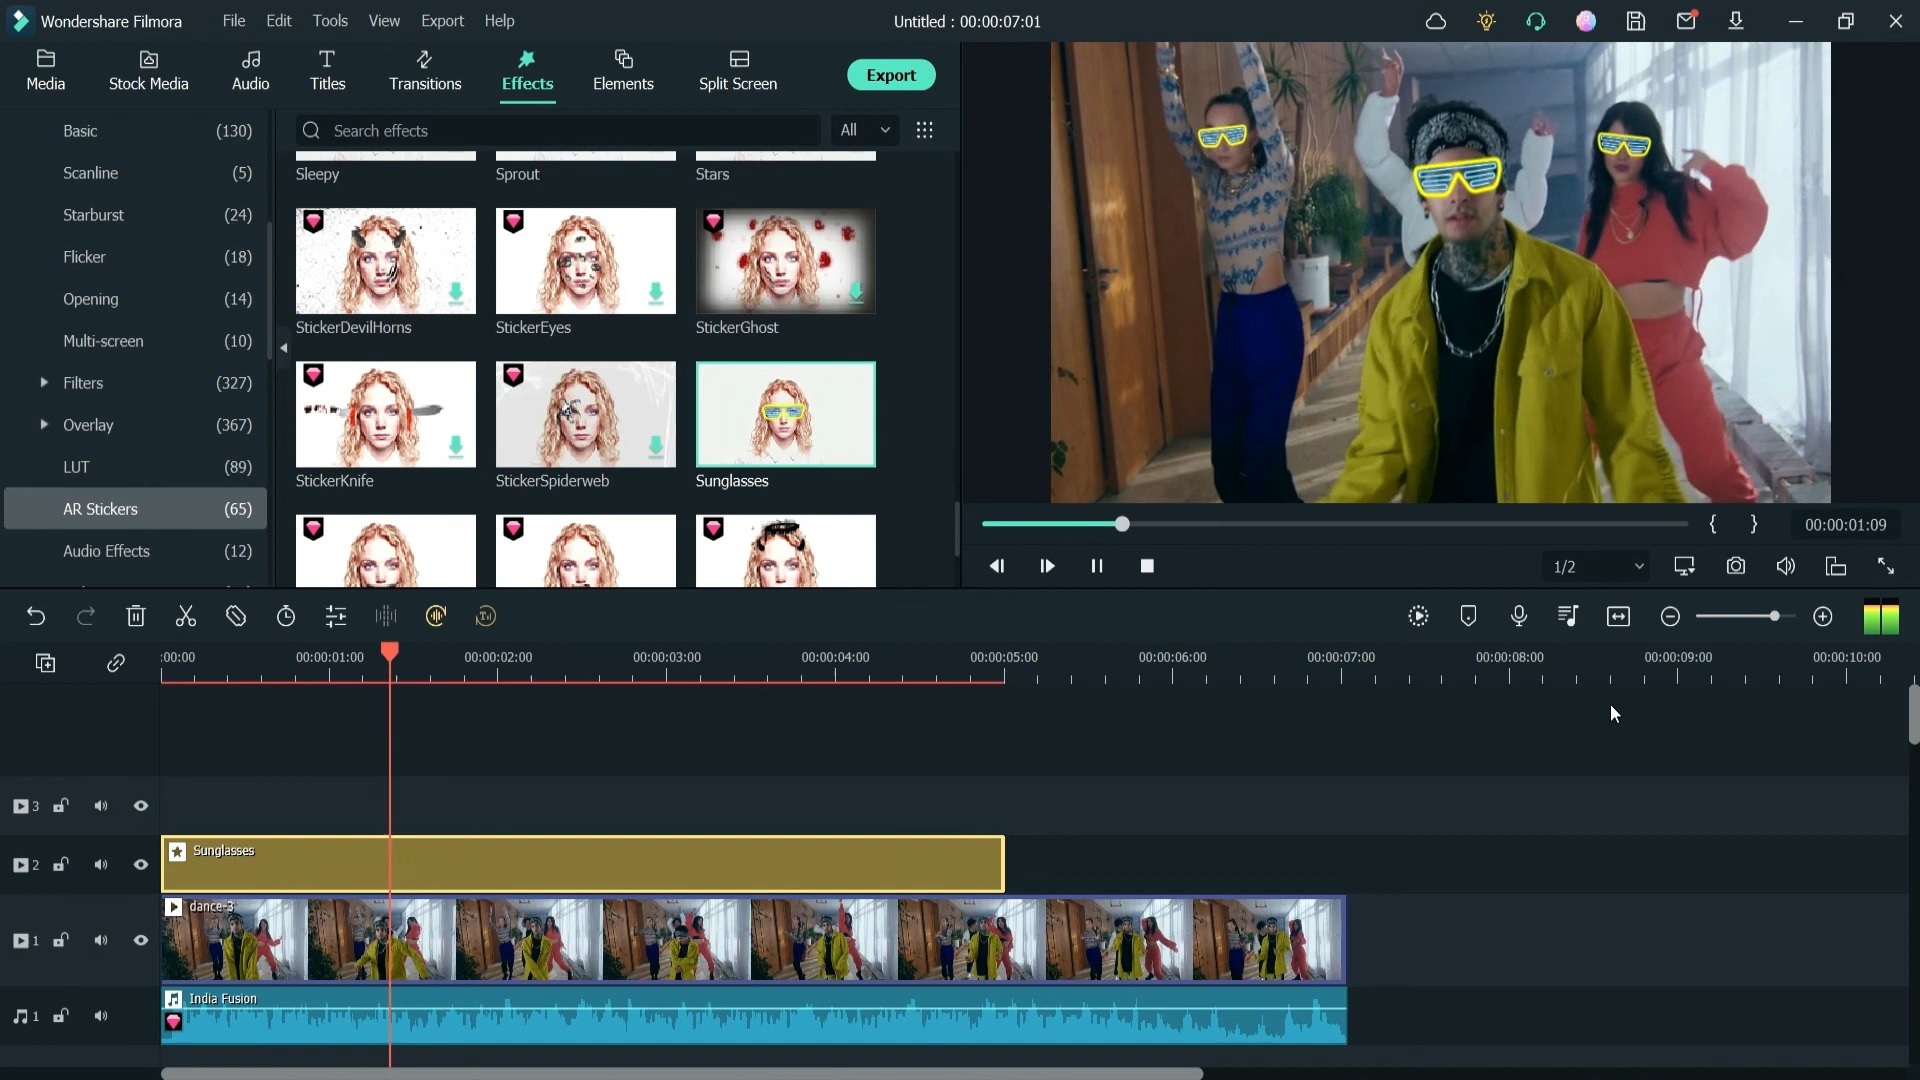 Wondershare Filmora File Edit Tools View Export Help Untitled : 00:00:07:01
Media Stock Media Audio Titles Transitions Effects Elements Split Screen Export
Search effects All
Basic (130)
Scanline (5)
Starburst (24)
Flicker (18)
Opening (14)
Multi-screen (10)
Filters (327)
Overlay (367)
LUT (89)
AR Stickers (65)
Audio Effects (12)
Sleepy Sprout Stars
StickerDevilHorns StickerEyes StickerGhost
StickerKnife StickerSpiderweb Sunglasses
{ } 00:00:01:09
1/2
:00:00 00:00:01:00 00:00:02:00 00:00:03:00 00:00:04:00 00:00:05:00 00:00:06:00 00:00:07:00 00:00:08:00 00:00:09:00 00:00:10:00
3
2 Sunglasses
dance-3
1
India Fusion
1